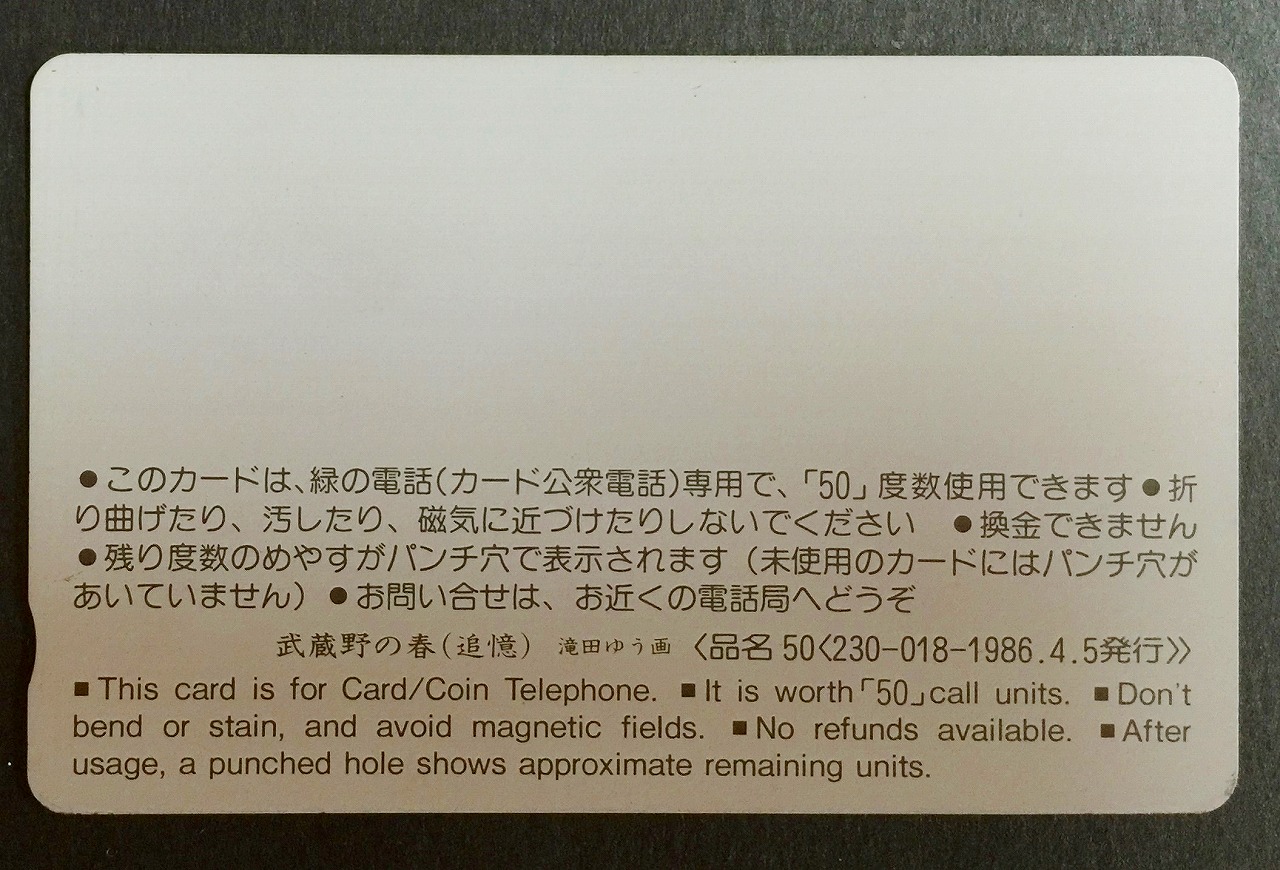 ●このカードは、緑の電話(カード公衆電話)専用で、「50」度数使用できます●折
り曲げたり、汚したり、磁気に近づけたりしないでください　●換金できません
●残り度数のめやすがパンチ穴で表示されます（未使用のカードにはパンチ穴が
あいていません）●お問い合せは、お近くの電話局へどうぞ
武蔵野の春(追憶)　滝田ゆう画　〈品名 50〈230-018-1986.4.5発行〉〉
■This card is for Card/Coin Telephone. ■It is worth「50」call units. ■Don't
bend or stain, and avoid magnetic fields. ■No refunds available. ■After
usage, a punched hole shows approximate remaining units.